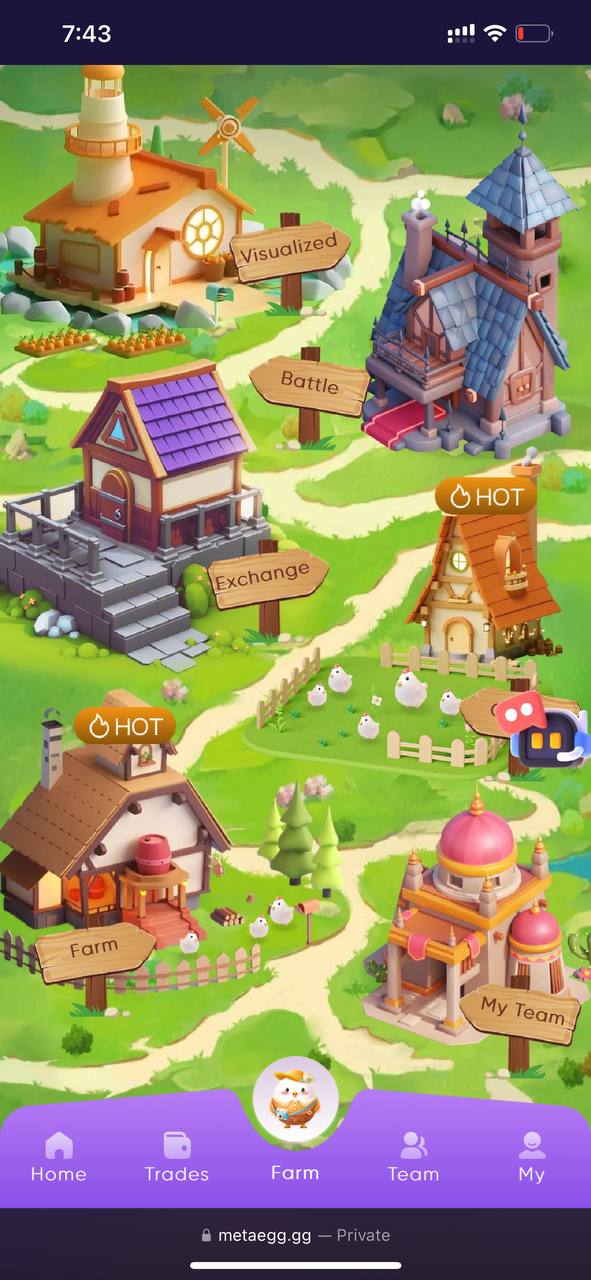 7:43
Visualized
Battle
HOT
Exchange
HOT
Farm
My Team
Home
Trades
Farm
Team
My
metaegg.gg — Private